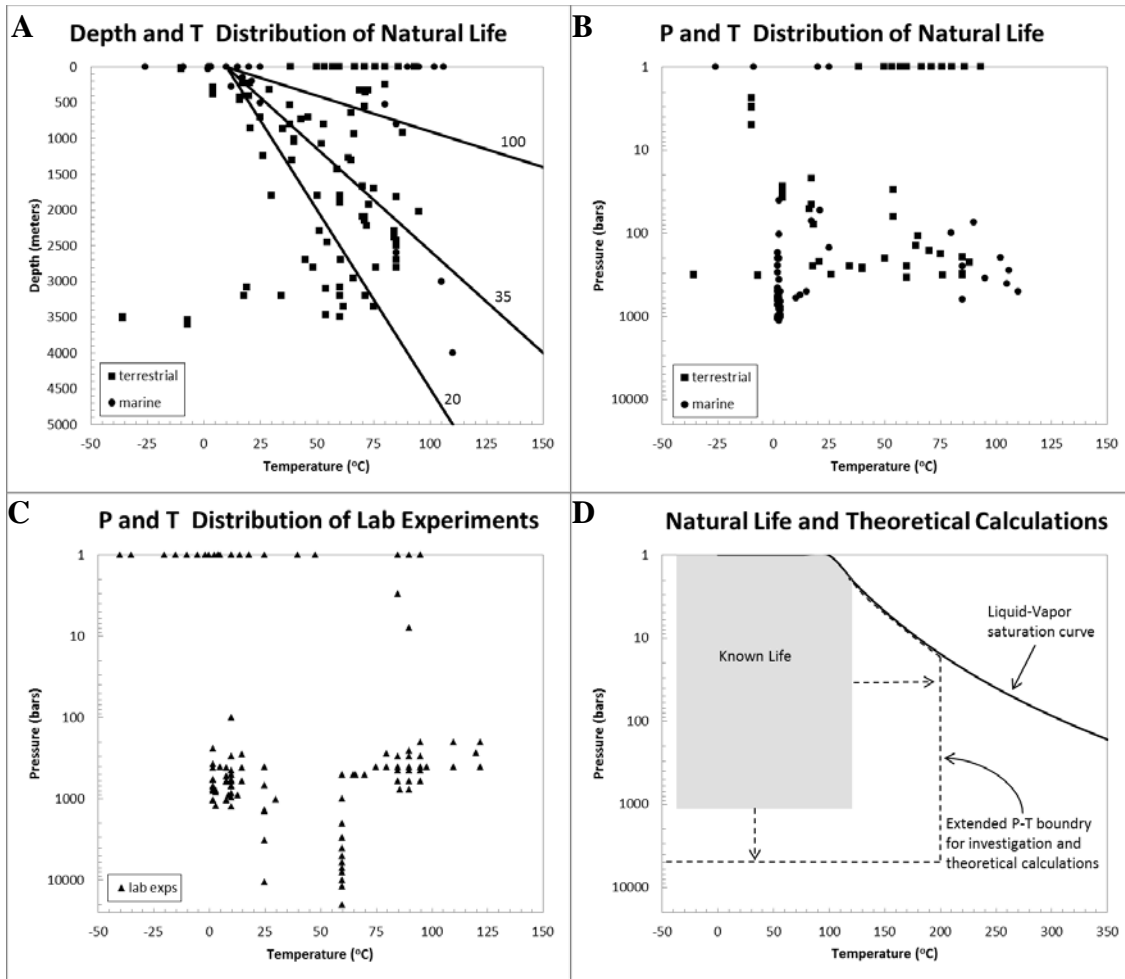 A
Depth and T Distribution of Natural Life
0
500
1000
1500
2000
2500
3000
3500
4000
4500
5000
Depth (meters)
100
35
20
terrestrial
marine
-50 -25 0 25 50 75 100 125 150
Temperature (°C)
B
P and T Distribution of Natural Life
1
10
100
1000
10000
Pressure (bars)
terrestrial
marine
-50 -25 0 25 50 75 100 125 150
Temperature (°C)
C
P and T Distribution of Lab Experiments
1
10
100
1000
10000
Pressure (bars)
lab exps
-50 -25 0 25 50 75 100 125 150
Temperature (°C)
D
Natural Life and Theoretical Calculations
1
10
100
1000
10000
Pressure (bars)
Known Life
Liquid-Vapor
saturation curve
Extended P-T boundry
for investigation and
theoretical calculations
-50 0 50 100 150 200 250 300 350
Temperature (°C)